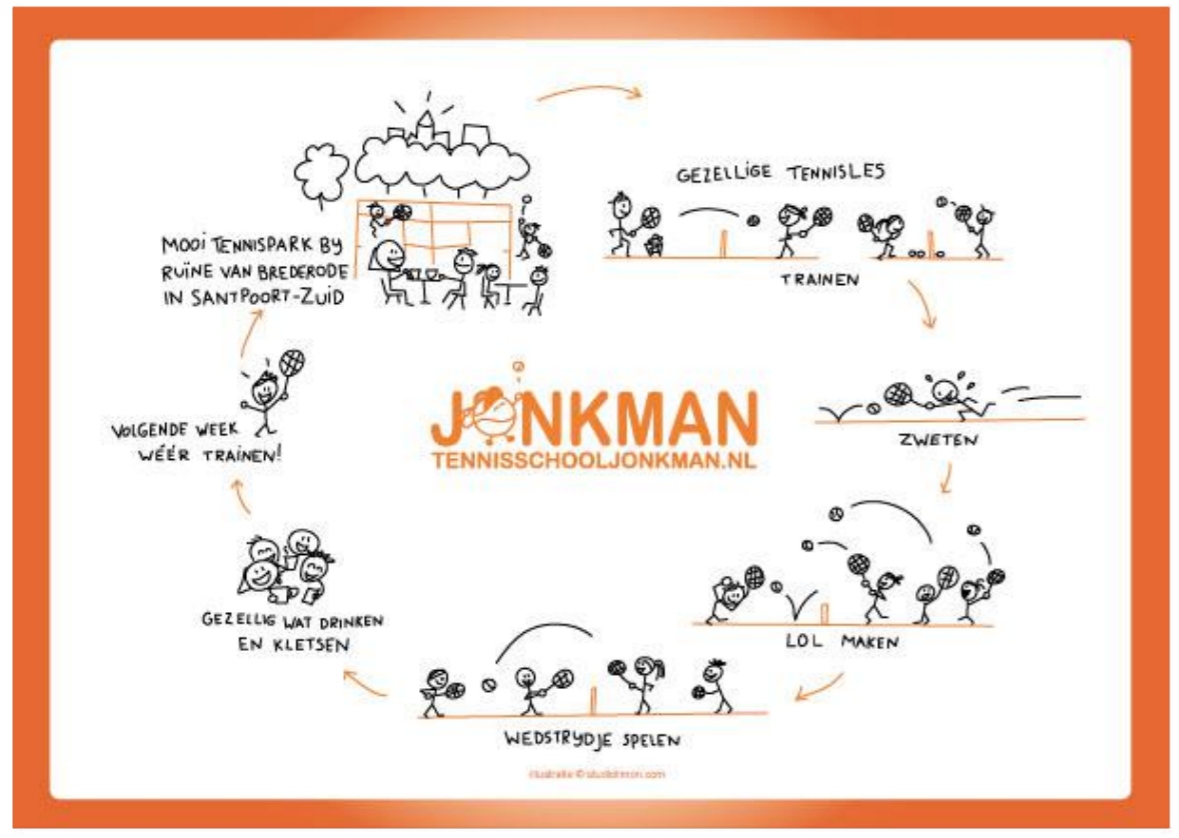 MOOI TENNISPARK BY
RUÏNE VAN BREDERODE
IN SANTPOORT-ZUID
GEZELLIGE TENNISLES
TRAINEN
ZWETEN
LOL MAKEN
WEDSTRYDJE SPELEN
GEZELLIG WAT DRINKEN
EN KLETSEN
VOLGENDE WEEK
WÉÉR TRAINEN!
JONKMAN
TENNISSCHOOLJONKMAN.NL
illustratie ©